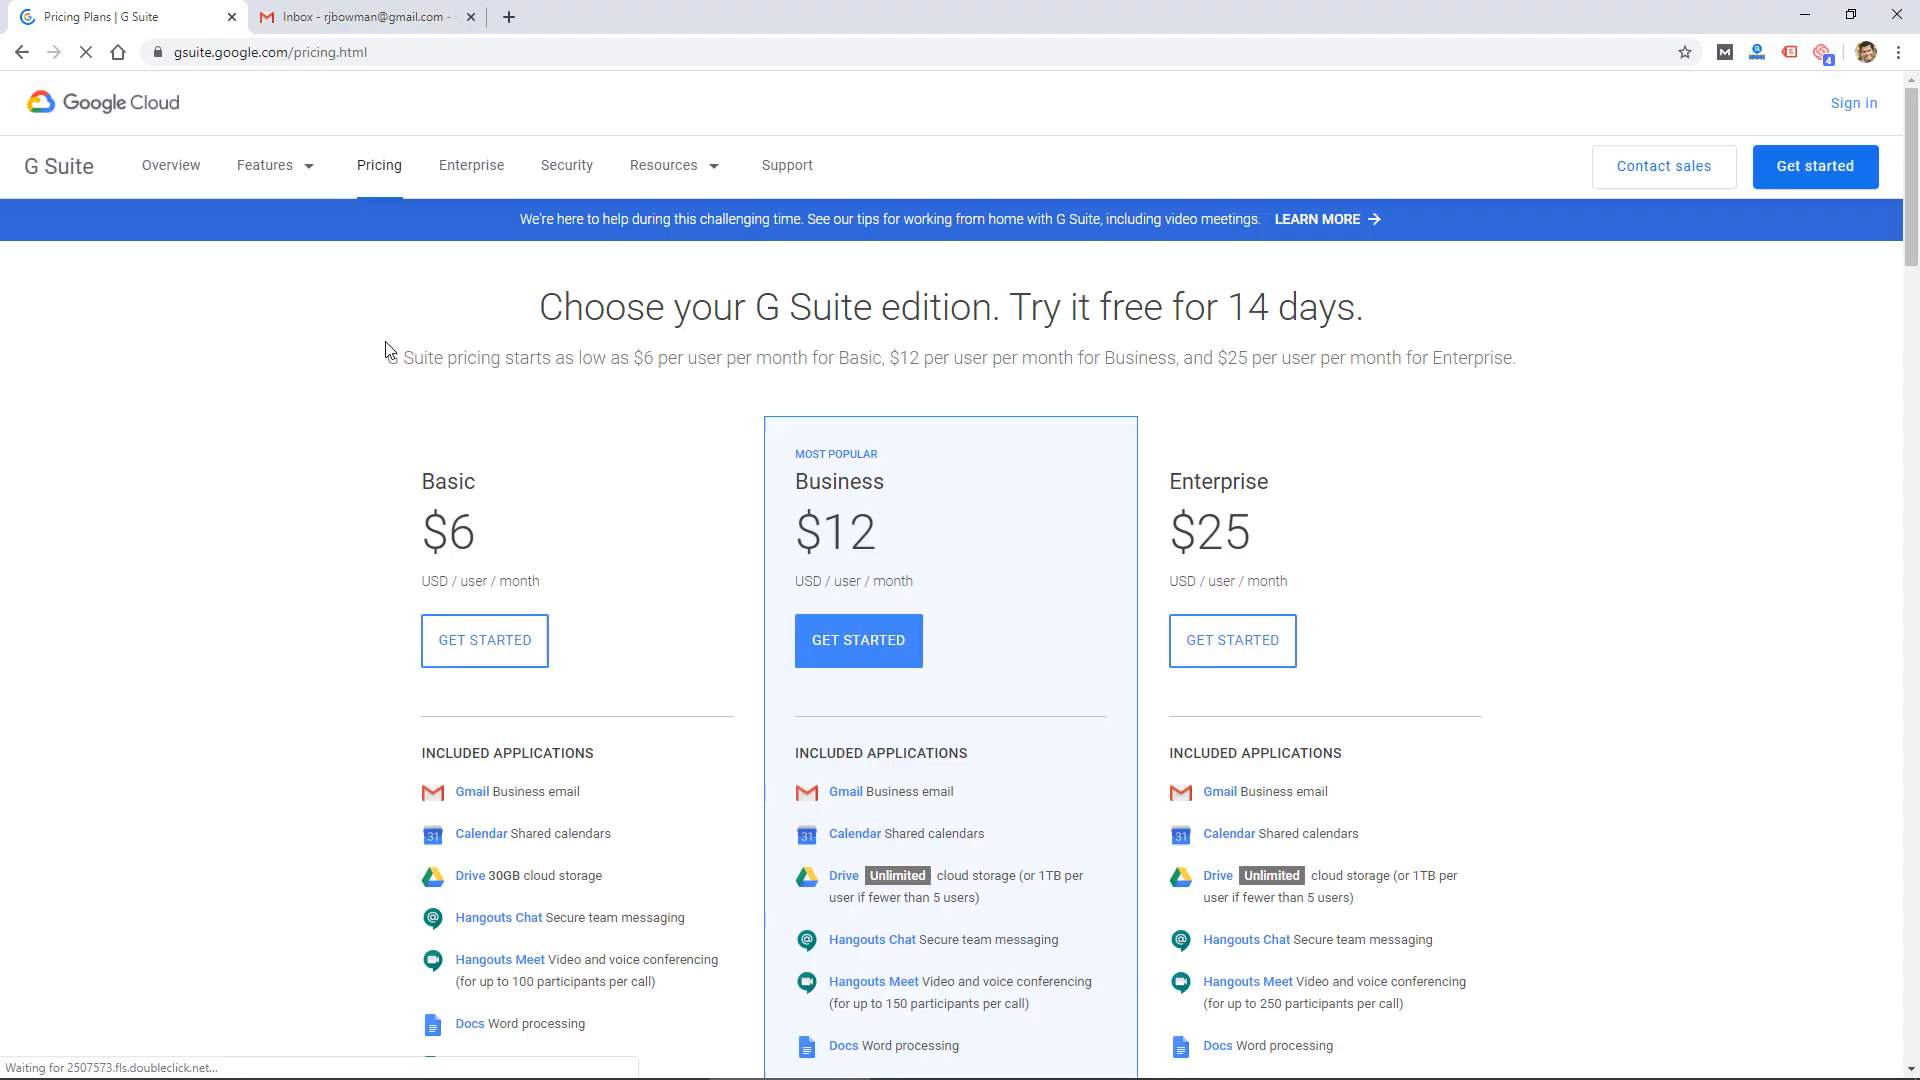 Pricing Plans | G Suite
Inbox - rjbowman@gmail.com -
gsuite.google.com/pricing.html
4
Google Cloud
Sign in
G Suite
Overview
Features
Pricing
Enterprise
Security
Resources
Support
Contact sales
Get started
We're here to help during this challenging time. See our tips for working from home with G Suite, including video meetings. LEARN MORE →
Choose your G Suite edition. Try it free for 14 days.
G Suite pricing starts as low as $6 per user per month for Basic, $12 per user per month for Business, and $25 per user per month for Enterprise.
Basic
$6
USD / user / month
GET STARTED
INCLUDED APPLICATIONS
Gmail Business email
31
Calendar Shared calendars
Drive 30GB cloud storage
Hangouts Chat Secure team messaging
Hangouts Meet Video and voice conferencing
(for up to 100 participants per call)
Docs Word processing
MOST POPULAR
Business
$12
USD / user / month
GET STARTED
INCLUDED APPLICATIONS
Gmail Business email
31
Calendar Shared calendars
Drive Unlimited cloud storage (or 1TB per
user if fewer than 5 users)
Hangouts Chat Secure team messaging
Hangouts Meet Video and voice conferencing
(for up to 150 participants per call)
Docs Word processing
Enterprise
$25
USD / user / month
GET STARTED
INCLUDED APPLICATIONS
Gmail Business email
31
Calendar Shared calendars
Drive Unlimited cloud storage (or 1TB per
user if fewer than 5 users)
Hangouts Chat Secure team messaging
Hangouts Meet Video and voice conferencing
(for up to 250 participants per call)
Docs Word processing
Waiting for 2507573.fls.doubleclick.net...